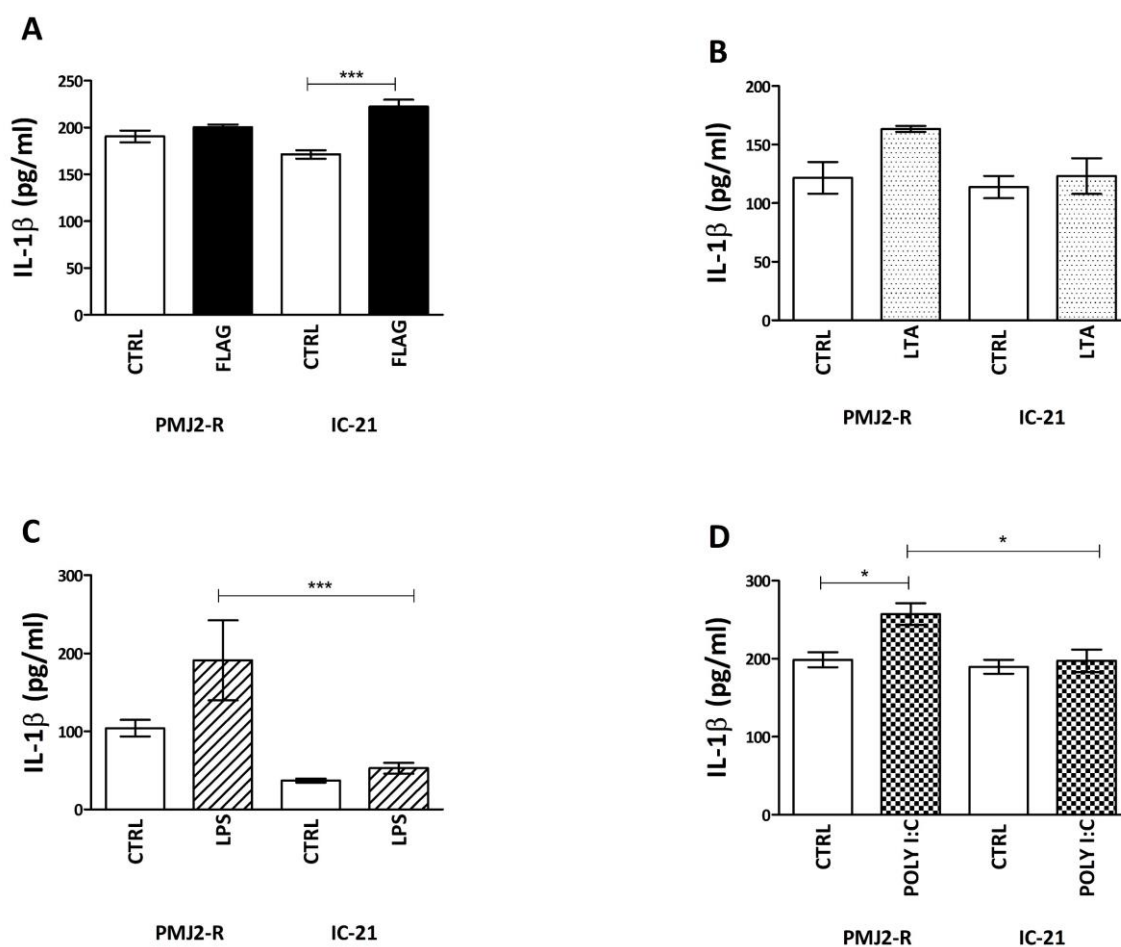 A
IL-1β (pg/ml)
250
200
150
100
50
0
***
CTRL
FLAG
CTRL
FLAG
PMJ2-R
IC-21
B
IL-1β (pg/ml)
200
150
100
50
0
CTRL
LTA
CTRL
LTA
PMJ2-R
IC-21
C
IL-1β (pg/ml)
300
200
100
0
***
CTRL
LPS
CTRL
LPS
PMJ2-R
IC-21
D
IL-1β (pg/ml)
300
200
100
0
*
*
CTRL
POLY I:C
CTRL
POLY I:C
PMJ2-R
IC-21